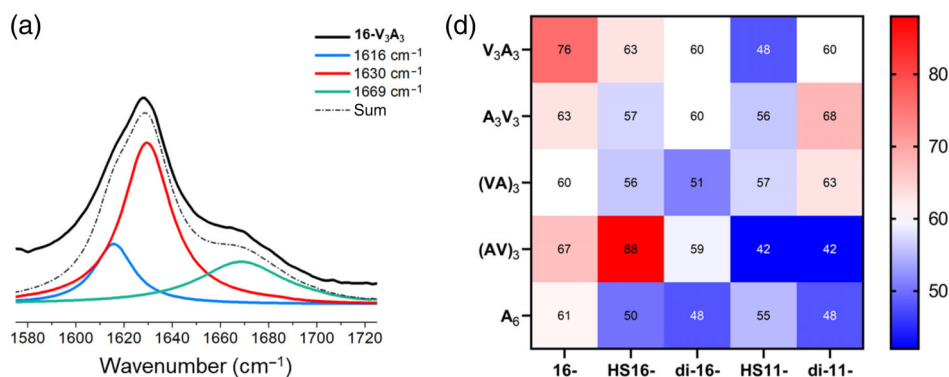 (a)
16-V₃A₃
1616 cm⁻¹
1630 cm⁻¹
1669 cm⁻¹
Sum
1580 1600 1620 1640 1660 1680 1700 1720
Wavenumber (cm⁻¹)
(d)
V₃A₃ 76 63 60 48 60
A₃V₃ 63 57 60 56 68
(VA)₃ 60 56 51 57 63
(AV)₃ 67 88 59 42 42
A₆ 61 50 48 55 48
16- HS16- di-16- HS11- di-11-
80
70
60
50